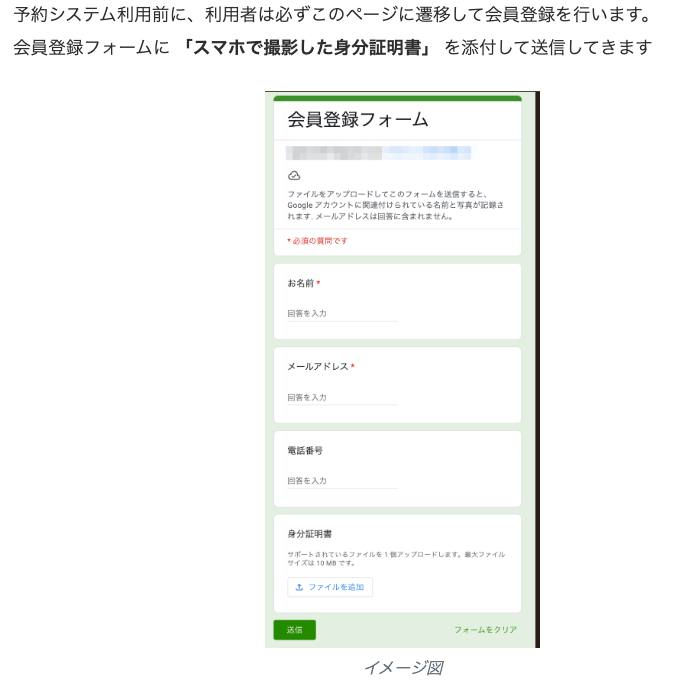 予約システム利用前に、利用者は必ずこのページに遷移して会員登録を行います。
会員登録フォームに 「スマホで撮影した身分証明書」 を添付して送信してきます
会員登録フォーム
ファイルをアップロードしてこのフォームを送信すると、
Google アカウントに関連付けられている名前と写真が記録さ
れます. メールアドレスは回答に含まれません。
* 必須の質問です
お名前 *
回答を入力
メールアドレス *
回答を入力
電話番号
回答を入力
身分証明書
サポートされているファイルを 1 個アップロードします。最大ファイル
サイズは 10 MB です。
ファイルを追加
送信
フォームをクリア
イメージ図